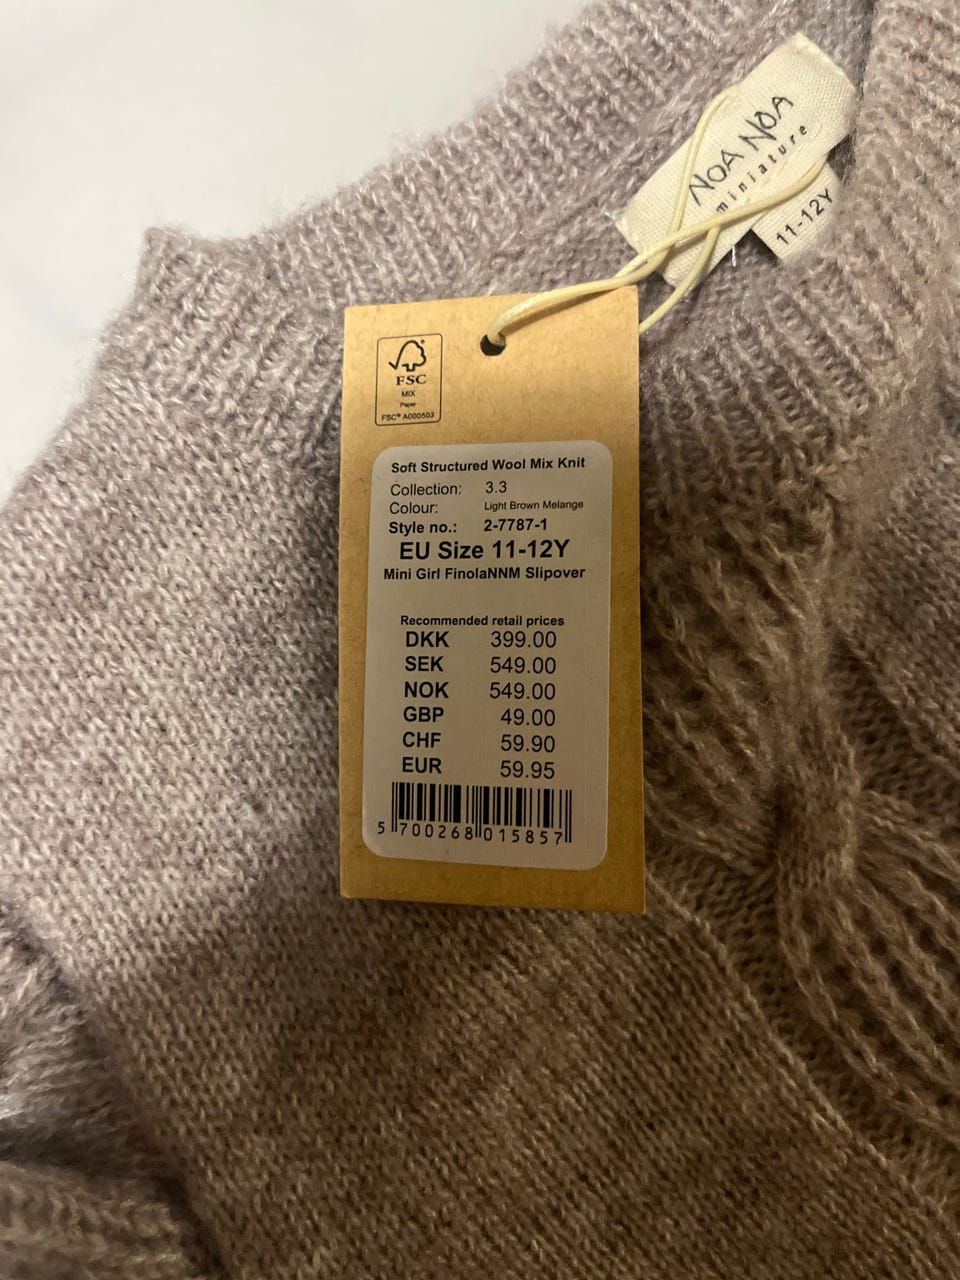 NOA NOA
miniature
11-12Y
FSC
MIX
Paper
FSC® A000503
Soft Structured Wool Mix Knit
Collection: 3.3
Colour: Light Brown Melange
Style no.: 2-7787-1
EU Size 11-12Y
Mini Girl FinolaNNM Slipover
Recommended retail prices
DKK 399.00
SEK 549.00
NOK 549.00
GBP 49.00
CHF 59.90
EUR 59.95
5 700268 015857